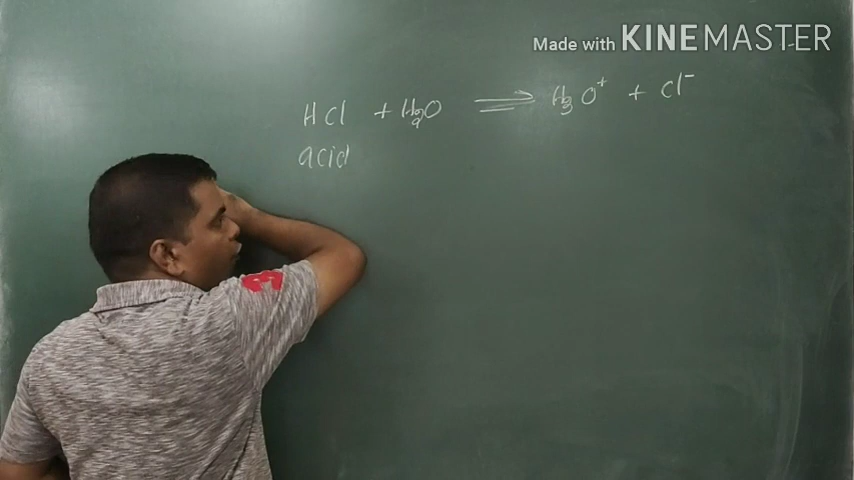 Made with KINEMASTER
HCl + H2O ⇌ H3O+ + Cl-
acid